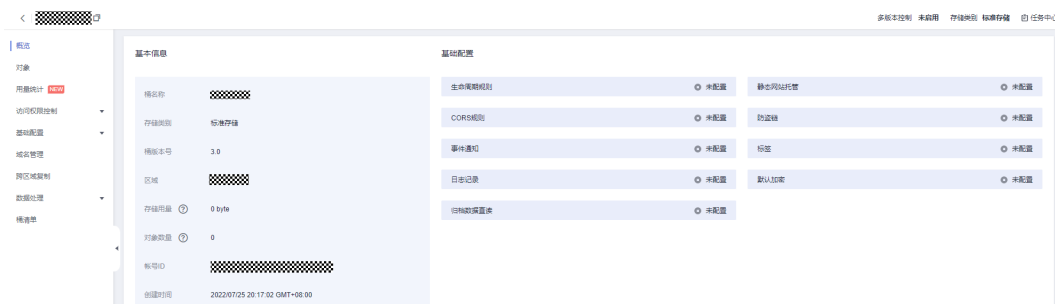 多版本控制 未启用 存储类别 标准存储 任务中心
概览
对象
用量统计 NEW
访问权限控制
基础配置
域名管理
跨区域复制
数据处理
桶清单
基本信息
桶名称
存储类别 标准存储
桶版本号 3.0
区域
存储用量 ? 0 byte
对象数量 ? 0
帐号ID
创建时间 2022/07/25 20:17:02 GMT+08:00
基础配置
生命周期规则 未配置 静态网站托管 未配置
CORS规则 未配置 防盗链 未配置
事件通知 未配置 标签 未配置
日志记录 未配置 默认加密 未配置
归档数据直读 未配置